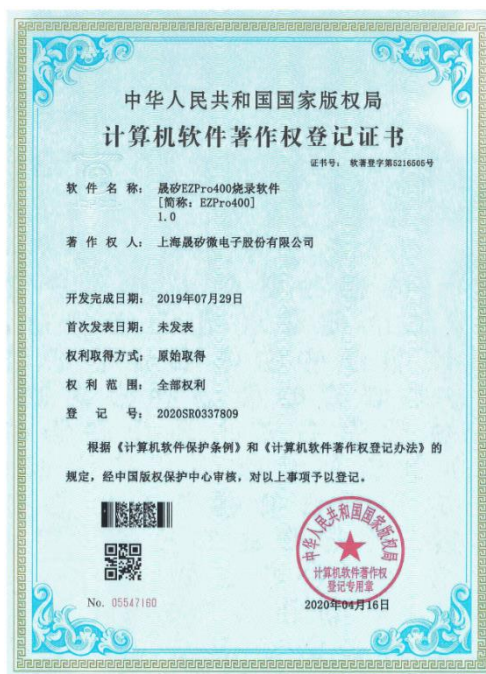 中华人民共和国国家版权局
计算机软件著作权登记证书
证书号： 软著登字第5216505号
软件名称： 晟矽EZPro400烧录软件
[简称：EZPro400]
1.0
著作权人： 上海晟矽微电子股份有限公司
开发完成日期： 2019年07月29日
首次发表日期： 未发表
权利取得方式： 原始取得
权利范围： 全部权利
登记号： 2020SR0337809
根据《计算机软件保护条例》和《计算机软件著作权登记办法》的
规定，经中国版权保护中心审核，对以上事项予以登记。
中华人民共和国国家版权局
计算机软件著作权
登记专用章
No. 05547160
2020年04月16日